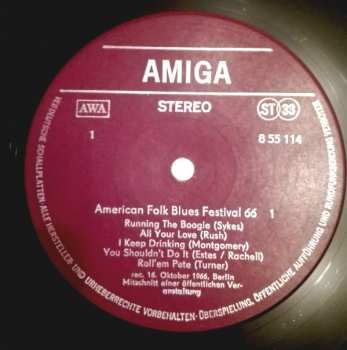 AMIGA
AWA
STEREO
ST 33
1
8 55 114
American Folk Blues Festival 66 1
Running The Boogie (Sykes)
All Your Love (Rush)
I Keep Drinking (Montgomery)
You Shouldn't Do It (Estes / Rachell)
Roll'em Pete (Turner)
rec. 16. Oktober 1966, Berlin
Mitschnitt einer öffentlichen Ver-
anstaltung
VEB DEUTSCHE SCHALLPLATTEN · ALLE HERSTELLER- UND URHEBERRECHTE VORBEHALTEN · ÜBERSPIELUNG, ÖFFENTLICHE AUFFÜHRUNG UND RUNDFUNKSENDUNG VERBOTEN